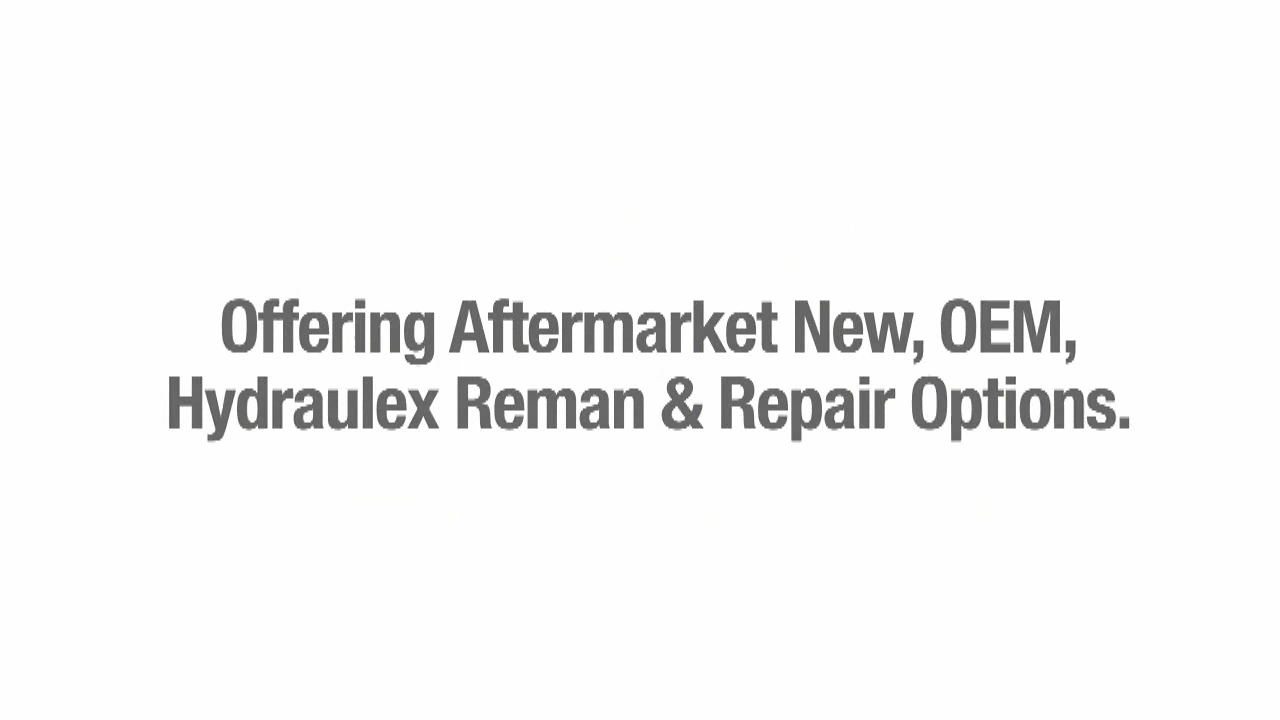 Offering Aftermarket New, OEM,
Hydraulex Reman & Repair Options.